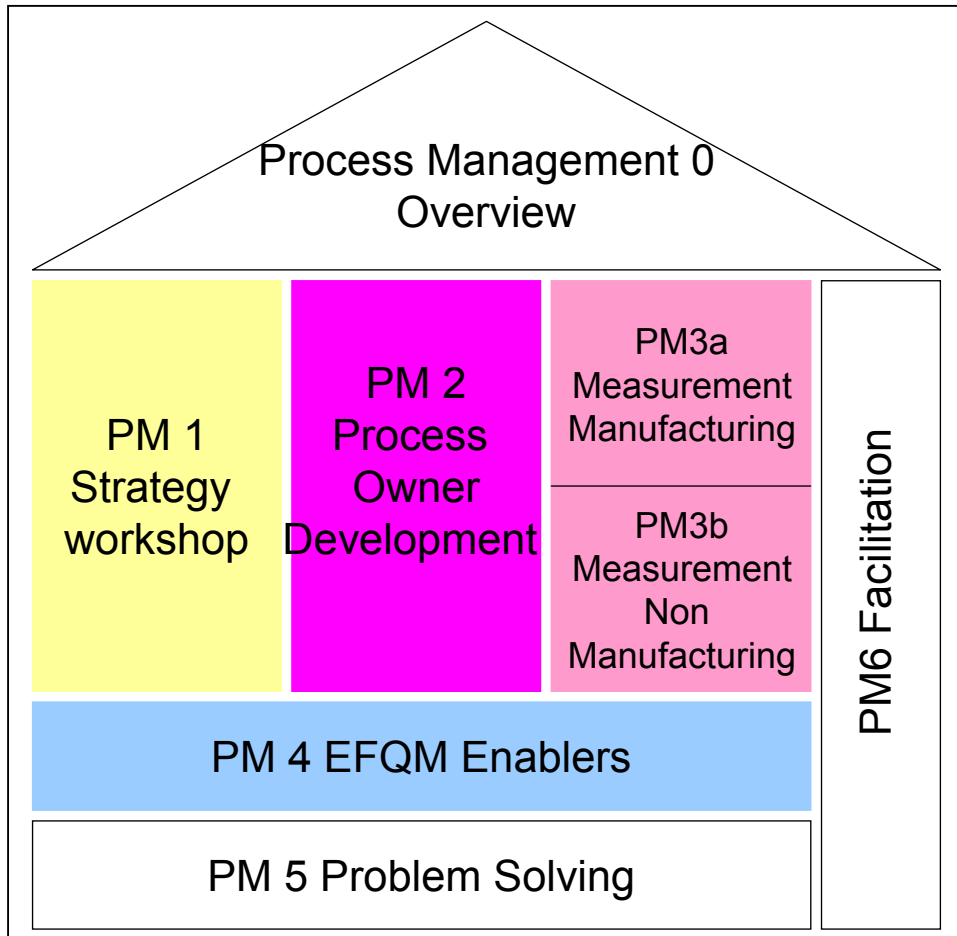 Process Management 0
Overview
PM 1
Strategy
workshop
PM 2
Process
Owner
Development
PM3a
Measurement
Manufacturing
PM3b
Measurement
Non
Manufacturing
PM6 Facilitation
PM 4 EFQM Enablers
PM 5 Problem Solving